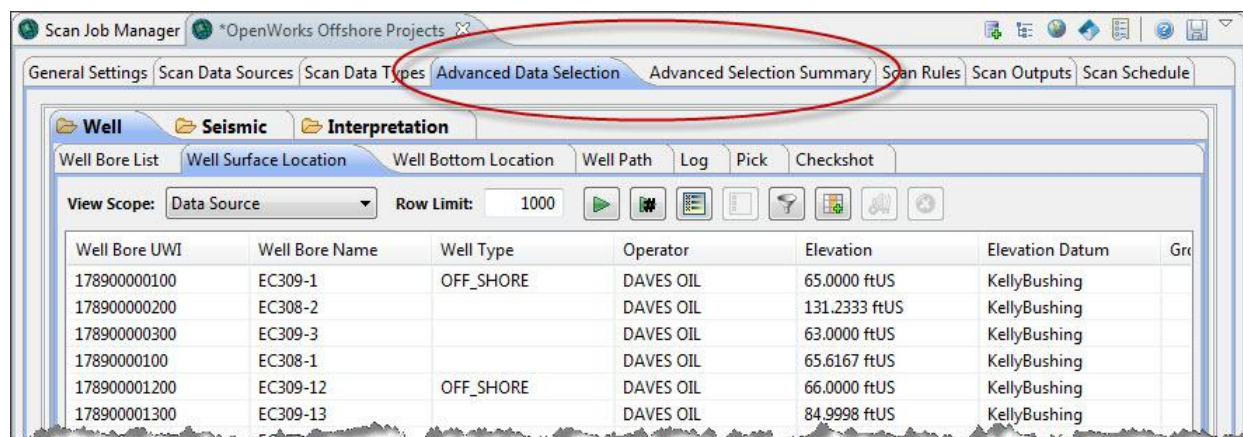 Scan Job Manager *OpenWorks Offshore Projects
General Settings Scan Data Sources Scan Data Types Advanced Data Selection Advanced Selection Summary Scan Rules Scan Outputs Scan Schedule
Well Seismic Interpretation
Well Bore List Well Surface Location Well Bottom Location Well Path Log Pick Checkshot
View Scope: Data Source Row Limit: 1000
Well Bore UWI Well Bore Name Well Type Operator Elevation Elevation Datum Gro
178900000100 EC309-1 OFF_SHORE DAVES OIL 65.0000 ftUS KellyBushing
178900000200 EC308-2 DAVES OIL 131.2333 ftUS KellyBushing
178900000300 EC309-3 DAVES OIL 63.0000 ftUS KellyBushing
17890000100 EC308-1 DAVES OIL 65.6167 ftUS KellyBushing
178900001200 EC309-12 OFF_SHORE DAVES OIL 66.0000 ftUS KellyBushing
178900001300 EC309-13 DAVES OIL 84.9998 ftUS KellyBushing